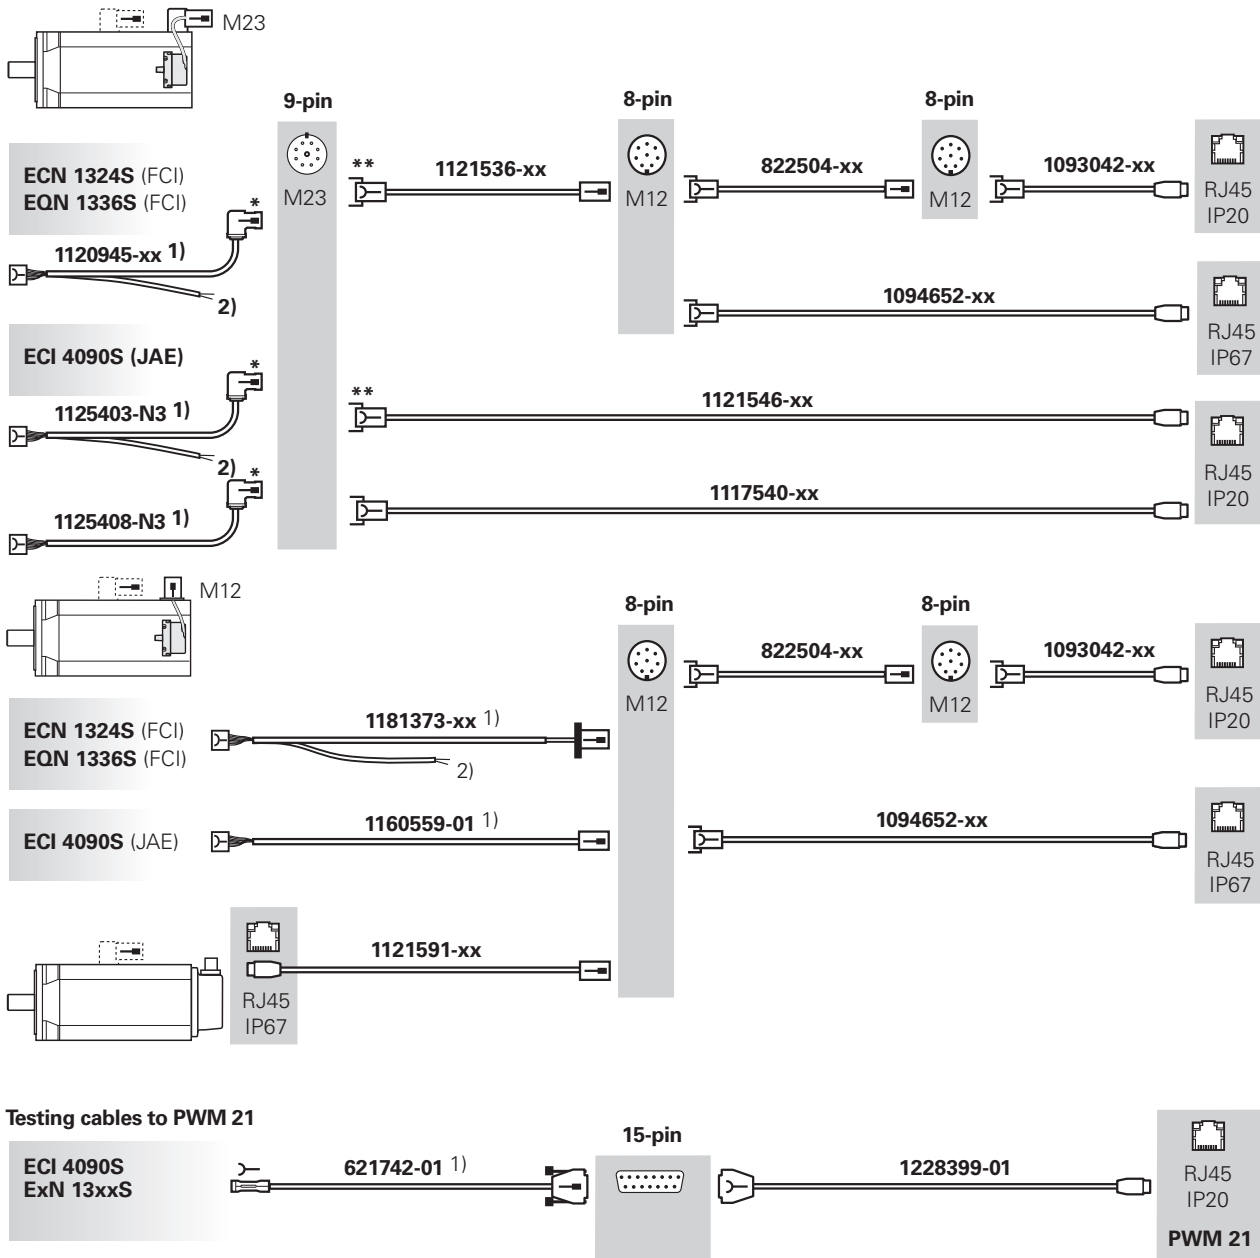 M23
9-pin
8-pin
8-pin
ECN 1324S (FCI)
EQN 1336S (FCI)
*
1120945-xx 1)
2)
M23
**
1121536-xx
M12
822504-xx
M12
1093042-xx
RJ45
IP20
1094652-xx
RJ45
IP67
ECI 4090S (JAE)
*
1125403-N3 1)
2)
*
1125408-N3 1)
**
1121546-xx
1117540-xx
RJ45
IP20
M12
8-pin
8-pin
M12
822504-xx
M12
1093042-xx
RJ45
IP20
ECN 1324S (FCI)
EQN 1336S (FCI)
1181373-xx 1)
2)
ECI 4090S (JAE)
1160559-01 1)
1094652-xx
RJ45
IP67
RJ45
IP67
1121591-xx
Testing cables to PWM 21
15-pin
ECI 4090S
ExN 13xxS
621742-01 1)
1228399-01
RJ45
IP20
PWM 21